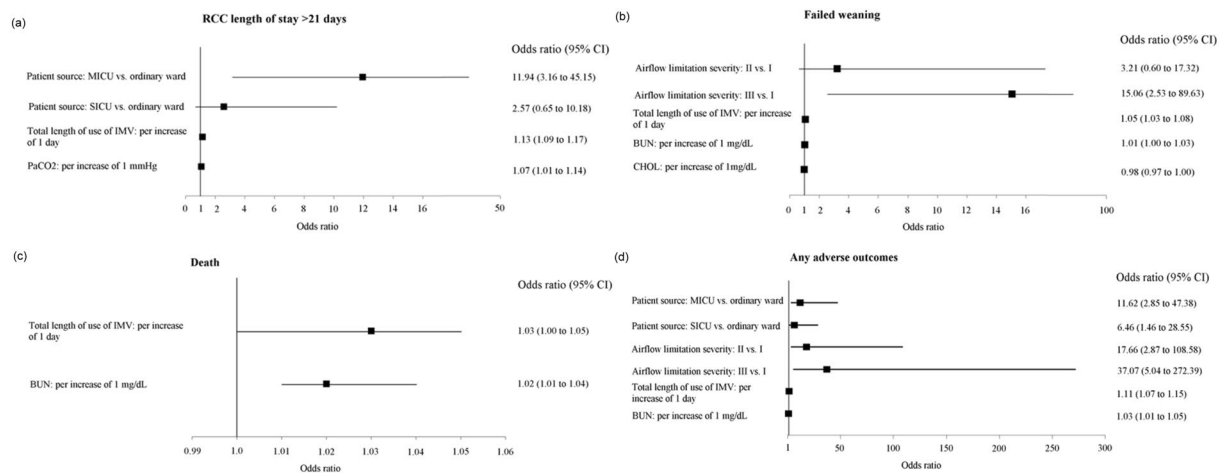 (a)
RCC length of stay >21 days
Odds ratio (95% CI)
Patient source: MICU vs. ordinary ward
11.94 (3.16 to 45.15)
Patient source: SICU vs. ordinary ward
2.57 (0.65 to 10.18)
Total length of use of IMV: per increase
of 1 day
1.13 (1.09 to 1.17)
PaCO2: per increase of 1 mmHg
1.07 (1.01 to 1.14)
0 1 2 4 6 8 10 12 14 16 50
Odds ratio
(b)
Failed weaning
Odds ratio (95% CI)
Airflow limitation severity: II vs. I
3.21 (0.60 to 17.32)
Airflow limitation severity: III vs. I
15.06 (2.53 to 89.63)
Total length of use of IMV: per increase
of 1 day
1.05 (1.03 to 1.08)
BUN: per increase of 1 mg/dL
1.01 (1.00 to 1.03)
CHOL: per increase of 1mg/dL
0.98 (0.97 to 1.00)
0 1 2 4 6 8 10 12 14 16 100
Odds ratio
(c)
Death
Odds ratio (95% CI)
Total length of use of IMV: per increase
of 1 day
1.03 (1.00 to 1.05)
BUN: per increase of 1 mg/dL
1.02 (1.01 to 1.04)
0.99 1.0 1.01 1.02 1.03 1.04 1.05 1.06
Odds ratio
(d)
Any adverse outcomes
Odds ratio (95% CI)
Patient source: MICU vs. ordinary ward
11.62 (2.85 to 47.38)
Patient source: SICU vs. ordinary ward
6.46 (1.46 to 28.55)
Airflow limitation severity: II vs. I
17.66 (2.87 to 108.58)
Airflow limitation severity: III vs. I
37.07 (5.04 to 272.39)
Total length of use of IMV: per
increase of 1 day
1.11 (1.07 to 1.15)
BUN: per increase of 1 mg/dL
1.03 (1.01 to 1.05)
1 50 100 150 200 250 300
Odds ratio